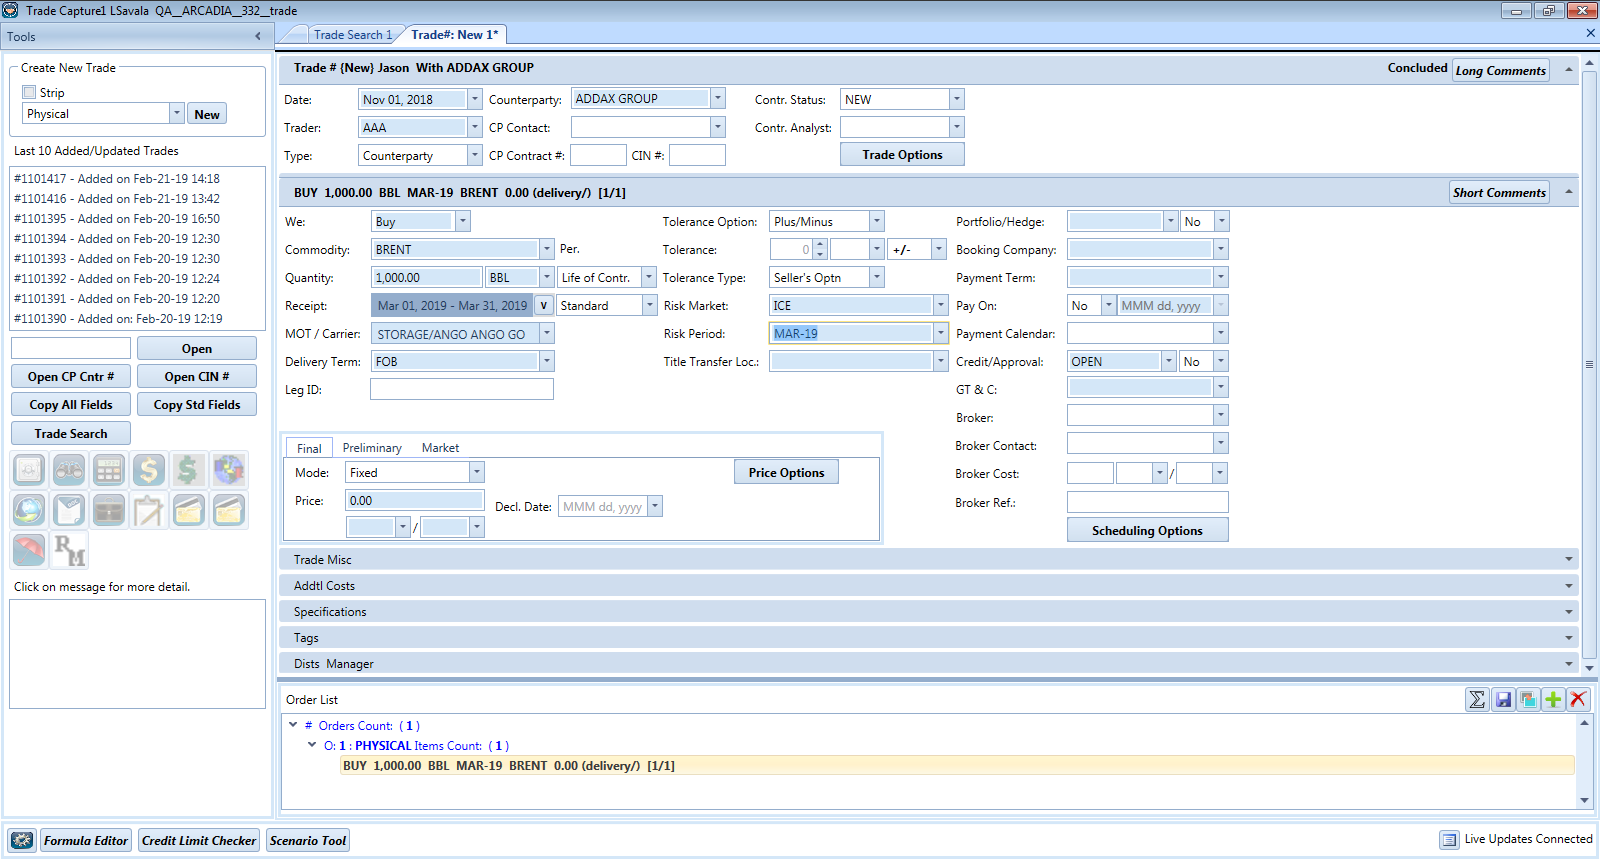 Trade Capture1 LSavala QA__ARCADIA__332__trade
Tools
Trade Search 1
Trade#: New 1*
Create New Trade
Strip
Physical
New
Last 10 Added/Updated Trades
#1101417 - Added on Feb-21-19 14:18
#1101416 - Added on Feb-21-19 13:42
#1101395 - Added on Feb-20-19 16:50
#1101394 - Added on Feb-20-19 12:30
#1101393 - Added on Feb-20-19 12:30
#1101392 - Added on Feb-20-19 12:24
#1101391 - Added on Feb-20-19 12:20
#1101390 - Added on: Feb-20-19 12:19
Open
Open CP Cntr # Open CIN #
Copy All Fields Copy Std Fields
Trade Search
RM
Click on message for more detail.
Trade # {New} Jason With ADDAX GROUP Concluded Long Comments
Date: Nov 01, 2018 Counterparty: ADDAX GROUP Contr. Status: NEW
Trader: AAA CP Contact: Contr. Analyst:
Type: Counterparty CP Contract #: CIN #: Trade Options
BUY 1,000.00 BBL MAR-19 BRENT 0.00 (delivery/) [1/1] Short Comments
We: Buy Tolerance Option: Plus/Minus Portfolio/Hedge: No
Commodity: BRENT Per. Tolerance: 0 +/- Booking Company:
Quantity: 1,000.00 BBL Life of Contr. Tolerance Type: Seller's Optn Payment Term:
Receipt: Mar 01, 2019 - Mar 31, 2019 v Standard Risk Market: ICE Pay On: No MMM dd, yyyy
MOT / Carrier: STORAGE/ANGO ANGO GO Risk Period: MAR-19 Payment Calendar:
Delivery Term: FOB Title Transfer Loc.: Credit/Approval: OPEN No
Leg ID: GT & C:
Broker:
Broker Contact:
Broker Cost: /
Broker Ref.:
Scheduling Options
Final Preliminary Market
Mode: Fixed Price Options
Price: 0.00 Decl. Date: MMM dd, yyyy
/
Trade Misc
Addtl Costs
Specifications
Tags
Dists Manager
Order List
# Orders Count: ( 1 )
O: 1 : PHYSICAL Items Count: ( 1 )
BUY 1,000.00 BBL MAR-19 BRENT 0.00 (delivery/) [1/1]
Formula Editor Credit Limit Checker Scenario Tool Live Updates Connected